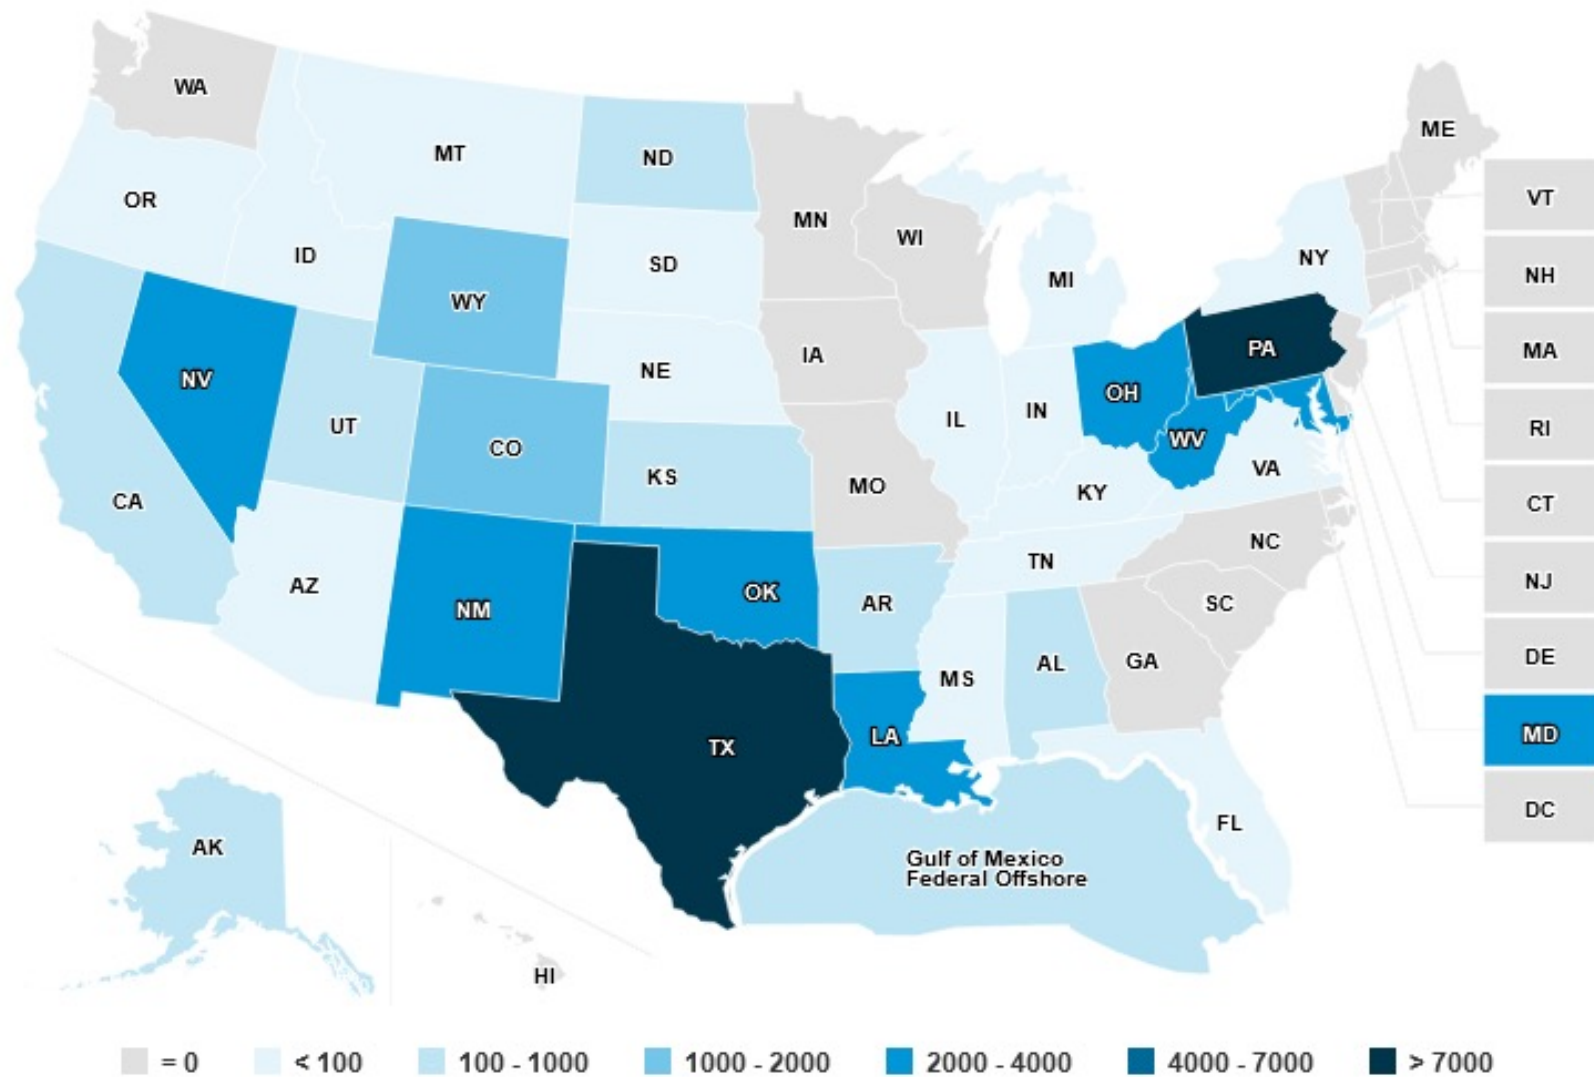 WA
ME
MT
ND
VT
OR
MN
WI
ID
SD
NY
NH
MI
WY
PA
MA
IA
NE
NV
OH
IN
IL
UT
RI
WV
CO
VA
KS
MO
KY
CA
CT
NC
TN
AZ
NJ
OK
AR
SC
NM
DE
GA
AL
MS
MD
LA
TX
DC
FL
AK
Gulf of Mexico
Federal Offshore
HI
= 0 < 100 100 - 1000 1000 - 2000 2000 - 4000 4000 - 7000 > 7000